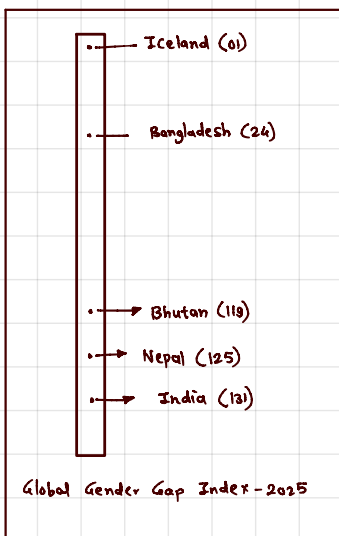 Iceland (01)
Bangladesh (24)
Bhutan (119)
Nepal (125)
India (131)
Global Gender Gap Index - 2025